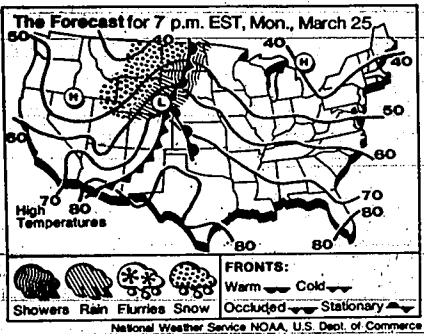 The Forecast for 7 p.m. EST, Mon., March 25
50
40
40
40
H
H
L
50
60
60
70
80
High
Temperatures
70
80
80
80
Showers Rain Flurries Snow
FRONTS:
Warm Cold
Occluded Stationary
National Weather Service NOAA, U.S. Dept. of Commerce